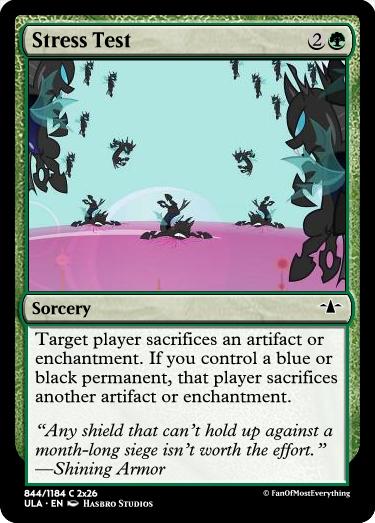 Stress Test 2
Sorcery
Target player sacrifices an artifact or
enchantment. If you control a blue or
black permanent, that player sacrifices
another artifact or enchantment.
“Any shield that can’t hold up against a
month-long siege isn’t worth the effort.”
—Shining Armor
844/1184 C 2x26
ULA • EN Hasbro Studios
© FanOfMostEverything